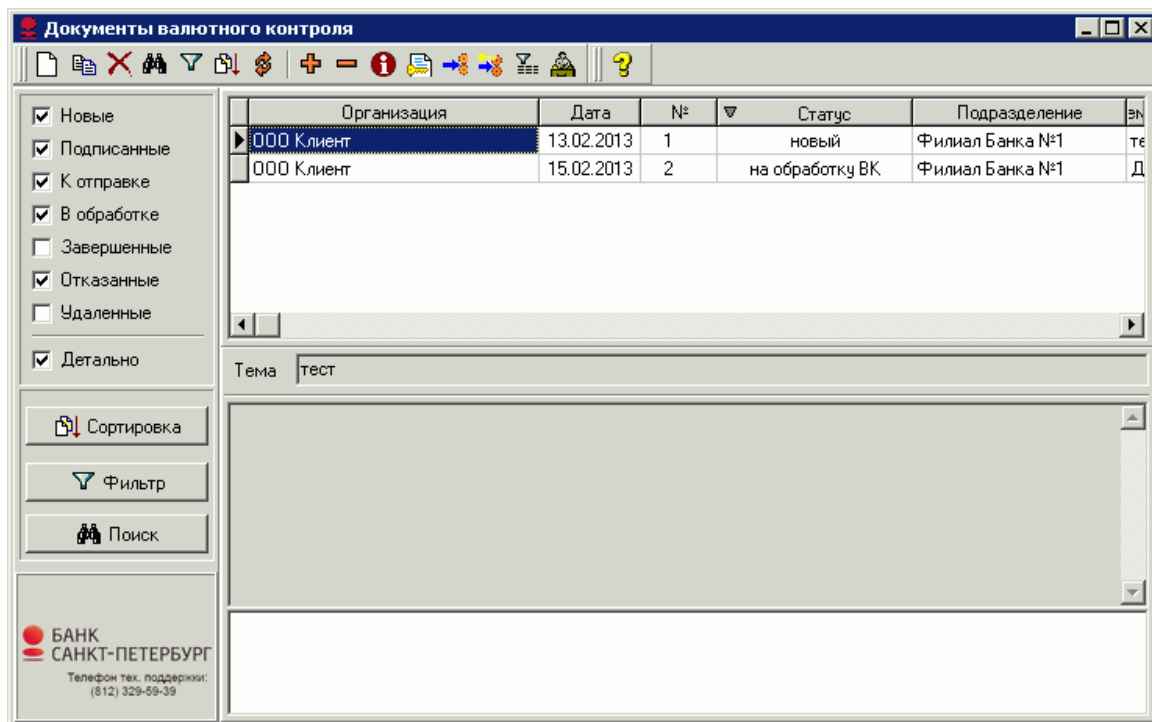 Документы валютного контроля
Новые
Подписанные
К отправке
В обработке
Завершенные
Отказанные
Удаленные
Детально
Сортировка
Фильтр
Поиск
БАНК
САНКТ-ПЕТЕРБУРГ
Телефон тех. поддержки:
(812) 329-59-39
Организация Дата № Статус Подразделение
ООО Клиент 13.02.2013 1 новый Филиал Банка №1 те
ООО Клиент 15.02.2013 2 на обработку ВК Филиал Банка №1 Д
Тема тест